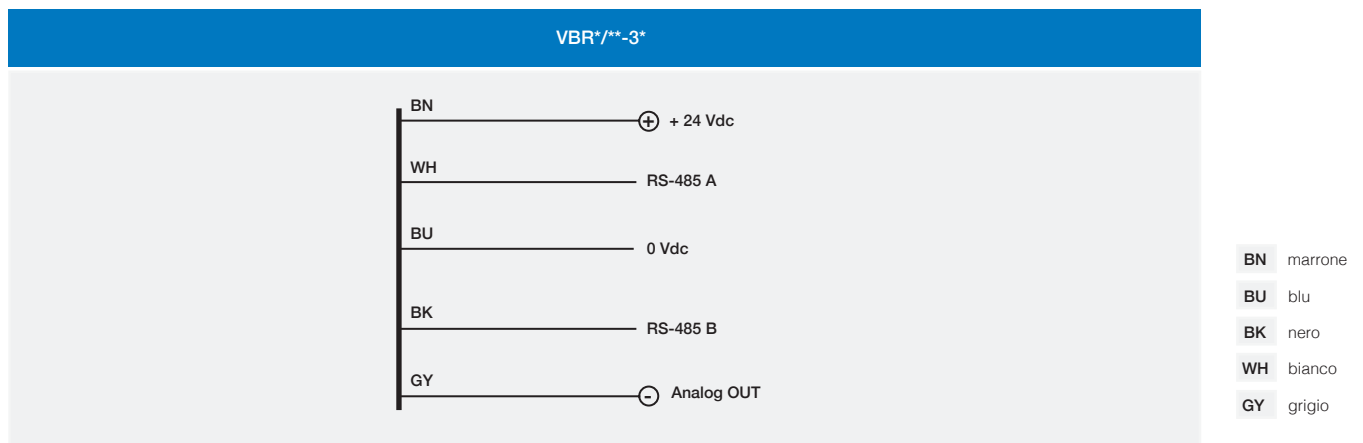 VBR*/**-3*
BN
+ 24 Vdc
WH
RS-485 A
BU
0 Vdc
BK
RS-485 B
GY
- Analog OUT
BN marrone
BU blu
BK nero
WH bianco
GY grigio